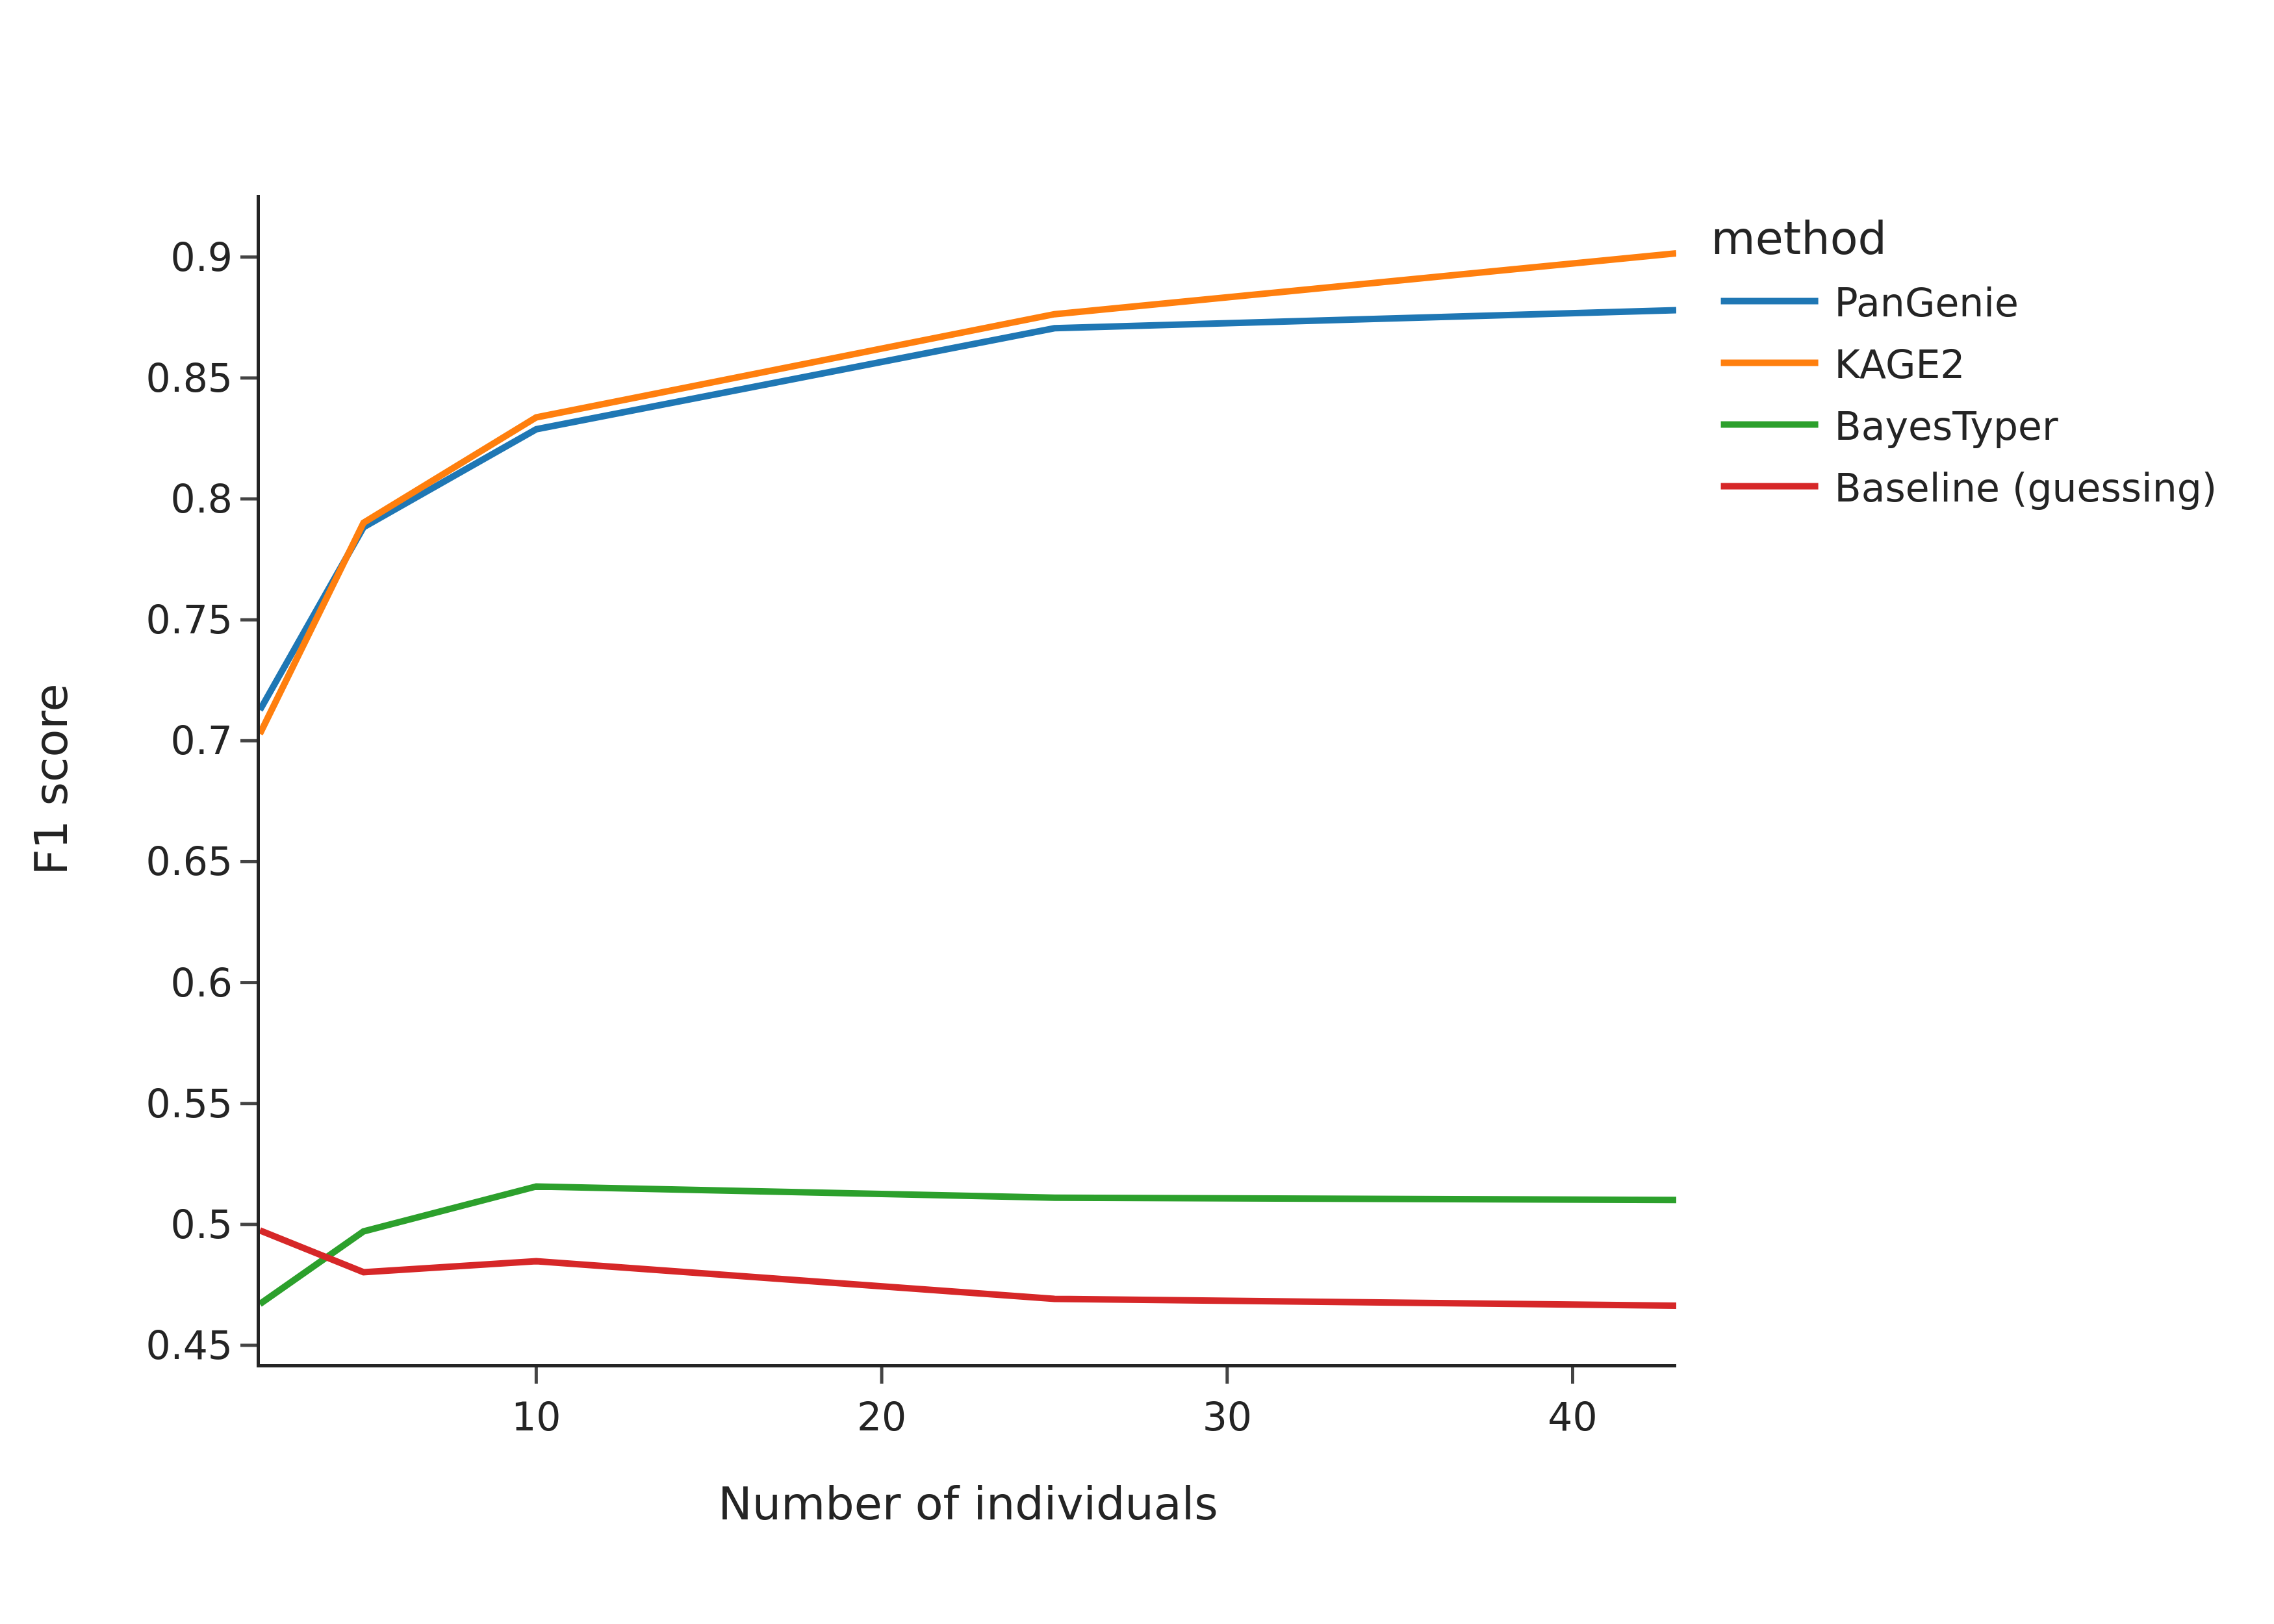 method
PanGenie
KAGE2
BayesTyper
Baseline (guessing)
F1 score
0.9
0.85
0.8
0.75
0.7
0.65
0.6
0.55
0.5
0.45
10 20 30 40
Number of individuals